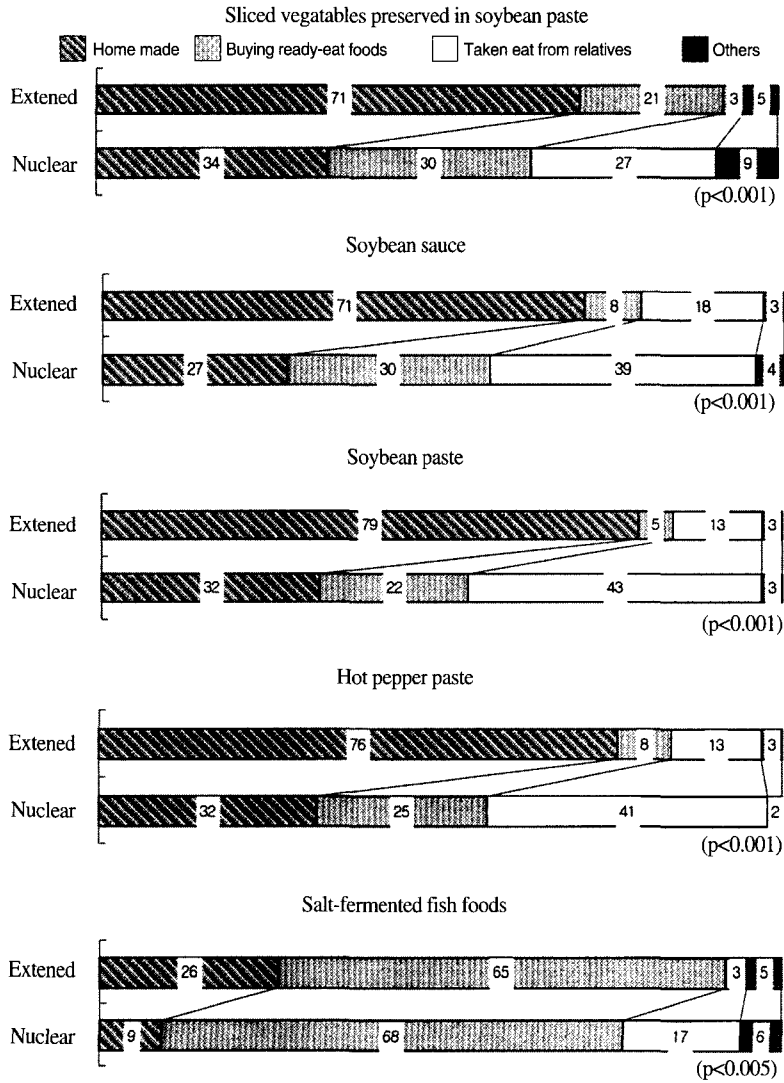 Sliced vegatables preserved in soybean paste
Home made Buying ready-eat foods Taken eat from relatives Others
Extened 71 21 3 5
Nuclear 34 30 27 9
(p<0.001)
Soybean sauce
Extened 71 8 18 3
Nuclear 27 30 39 4
(p<0.001)
Soybean paste
Extened 79 5 13 3
Nuclear 32 22 43 3
(p<0.001)
Hot pepper paste
Extened 76 8 13 3
Nuclear 32 25 41 2
(p<0.001)
Salt-fermented fish foods
Extened 26 65 3 5
Nuclear 9 68 17 6
(p<0.005)